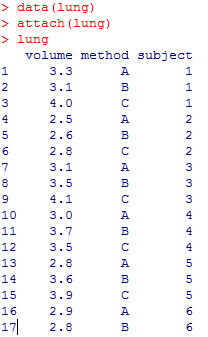 > data(lung)
> attach(lung)
> lung
volume method subject
1 3.3 A 1
2 3.1 B 1
3 4.0 C 1
4 2.5 A 2
5 2.6 B 2
6 2.8 C 2
7 3.1 A 3
8 3.5 B 3
9 4.1 C 3
10 3.0 A 4
11 3.7 B 4
12 3.5 C 4
13 2.8 A 5
14 3.6 B 5
15 3.9 C 5
16 2.9 A 6
17 2.8 B 6